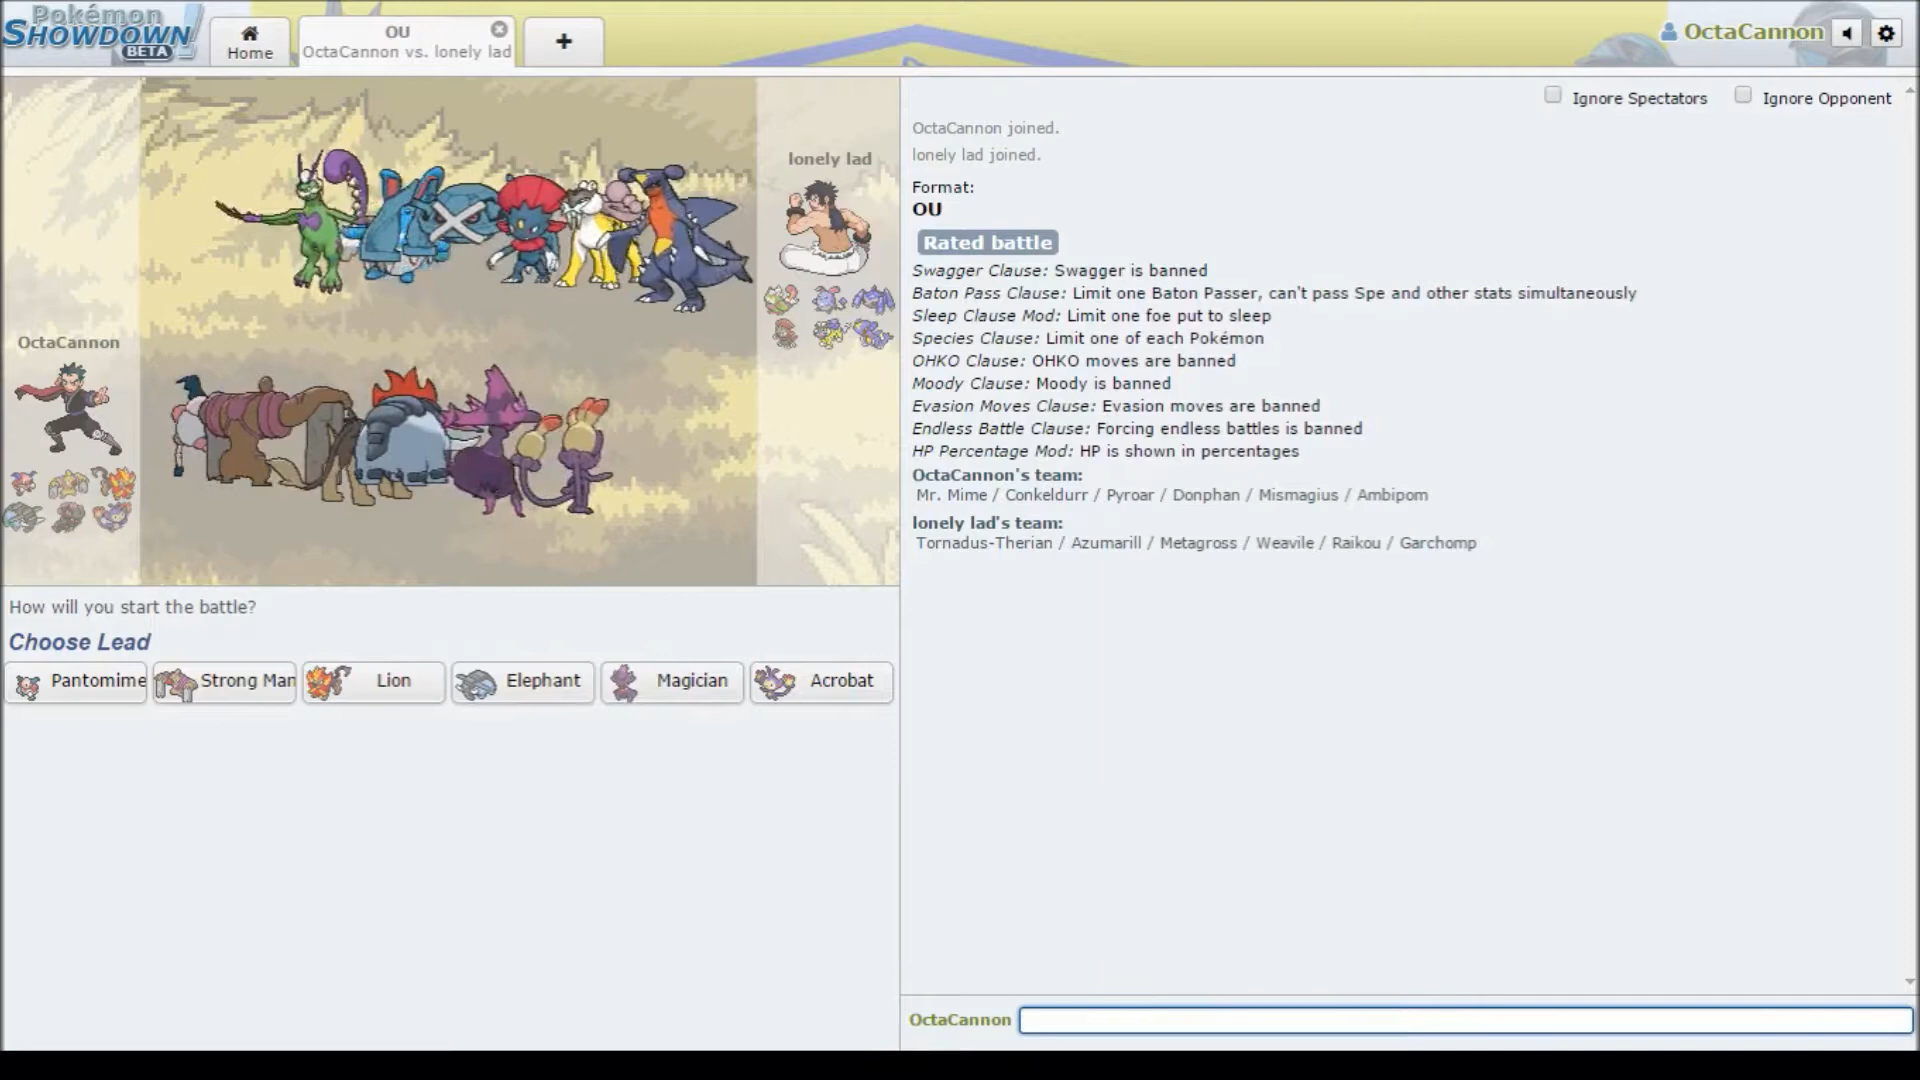 Pokémon
SHOWDOWN!
BETA
Home
OU
OctaCannon vs. lonely lad
+
OctaCannon
lonely lad
OctaCannon
How will you start the battle?
Choose Lead
Pantomime
Strong Man
Lion
Elephant
Magician
Acrobat
Ignore Spectators
Ignore Opponent
OctaCannon joined.
lonely lad joined.
Format:
OU
Rated battle
Swagger Clause: Swagger is banned
Baton Pass Clause: Limit one Baton Passer, can't pass Spe and other stats simultaneously
Sleep Clause Mod: Limit one foe put to sleep
Species Clause: Limit one of each Pokémon
OHKO Clause: OHKO moves are banned
Moody Clause: Moody is banned
Evasion Moves Clause: Evasion moves are banned
Endless Battle Clause: Forcing endless battles is banned
HP Percentage Mod: HP is shown in percentages
OctaCannon's team:
Mr. Mime / Conkeldurr / Pyroar / Donphan / Mismagius / Ambipom
lonely lad's team:
Tornadus-Therian / Azumarill / Metagross / Weavile / Raikou / Garchomp
OctaCannon